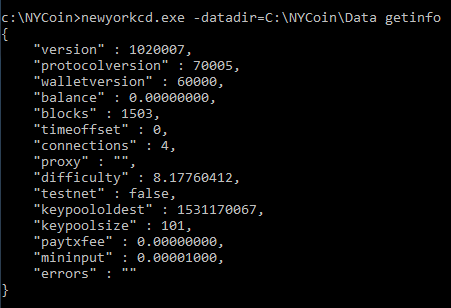 c:\NYCoin>newyorkcd.exe -datadir=C:\NYCoin\Data getinfo
{
    "version" : 1020007,
    "protocolversion" : 70005,
    "walletversion" : 60000,
    "balance" : 0.00000000,
    "blocks" : 1503,
    "timeoffset" : 0,
    "connections" : 4,
    "proxy" : "",
    "difficulty" : 8.17760412,
    "testnet" : false,
    "keypoololdest" : 1531170067,
    "keypoolsize" : 101,
    "paytxfee" : 0.00000000,
    "mininput" : 0.00001000,
    "errors" : ""
}